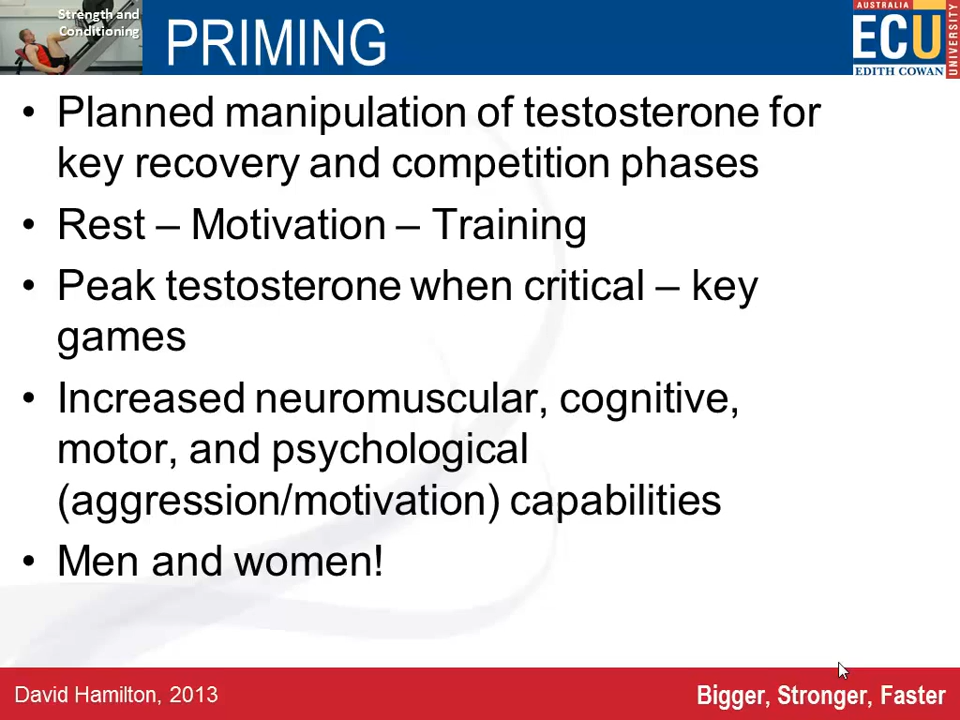 Strength and
Conditioning
PRIMING
AUSTRALIA
ECU
EDITH COWAN
UNIVERSITY
• Planned manipulation of testosterone for
key recovery and competition phases
• Rest – Motivation – Training
• Peak testosterone when critical – key
games
• Increased neuromuscular, cognitive,
motor, and psychological
(aggression/motivation) capabilities
• Men and women!
David Hamilton, 2013
Bigger, Stronger, Faster